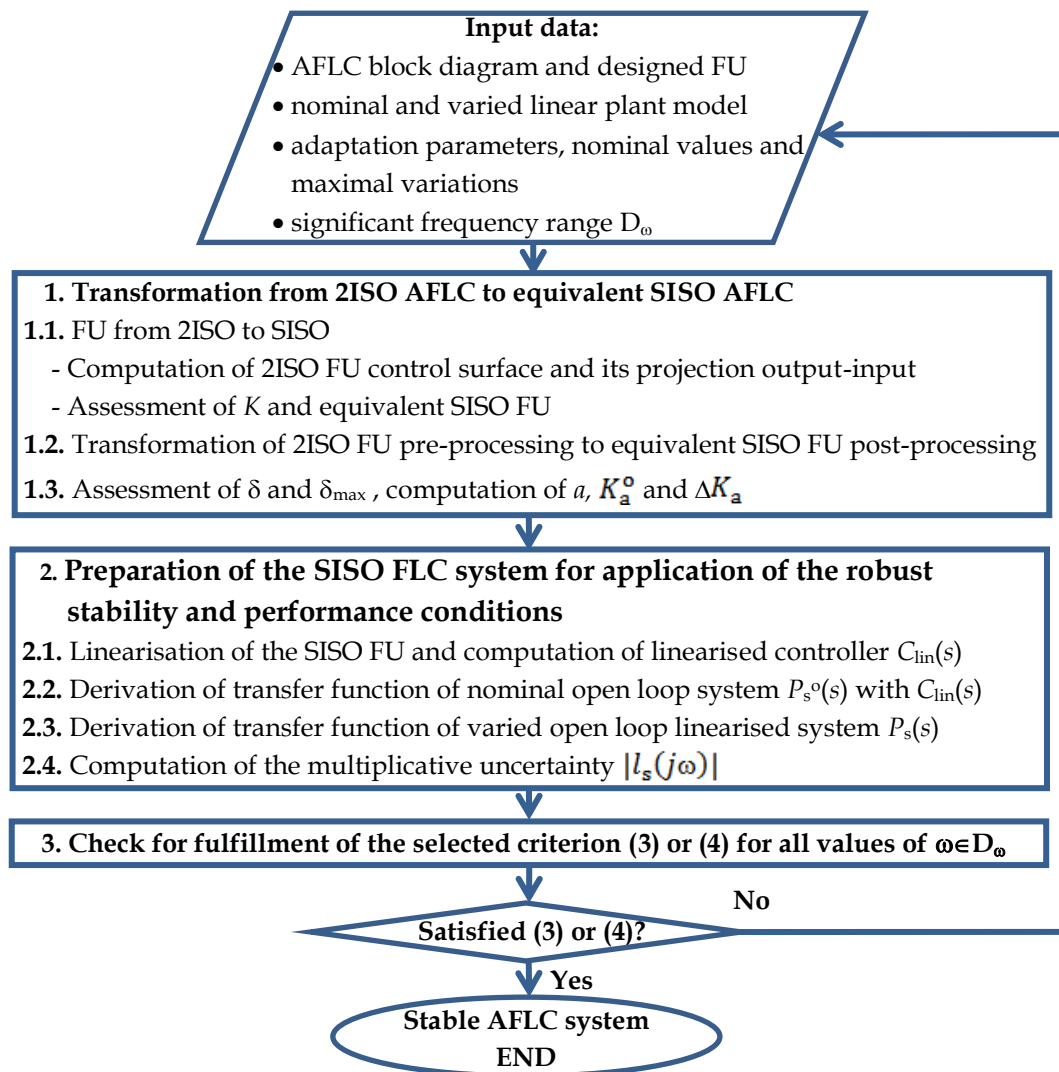 Input data:
• AFLC block diagram and designed FU
• nominal and varied linear plant model
• adaptation parameters, nominal values and
maximal variations
• significant frequency range Dω
1. Transformation from 2ISO AFLC to equivalent SISO AFLC
1.1. FU from 2ISO to SISO
- Computation of 2ISO FU control surface and its projection output-input
- Assessment of K and equivalent SISO FU
1.2. Transformation of 2ISO FU pre-processing to equivalent SISO FU post-processing
1.3. Assessment of δ and δmax , computation of a, Kₐᵒ and ΔKₐ
2. Preparation of the SISO FLC system for application of the robust
stability and performance conditions
2.1. Linearisation of the SISO FU and computation of linearised controller Clin(s)
2.2. Derivation of transfer function of nominal open loop system Psᵒ(s) with Clin(s)
2.3. Derivation of transfer function of varied open loop linearised system Ps(s)
2.4. Computation of the multiplicative uncertainty |ls(jω)|
3. Check for fulfillment of the selected criterion (3) or (4) for all values of ω∈Dω
No
Satisfied (3) or (4)?
Yes
Stable AFLC system
END